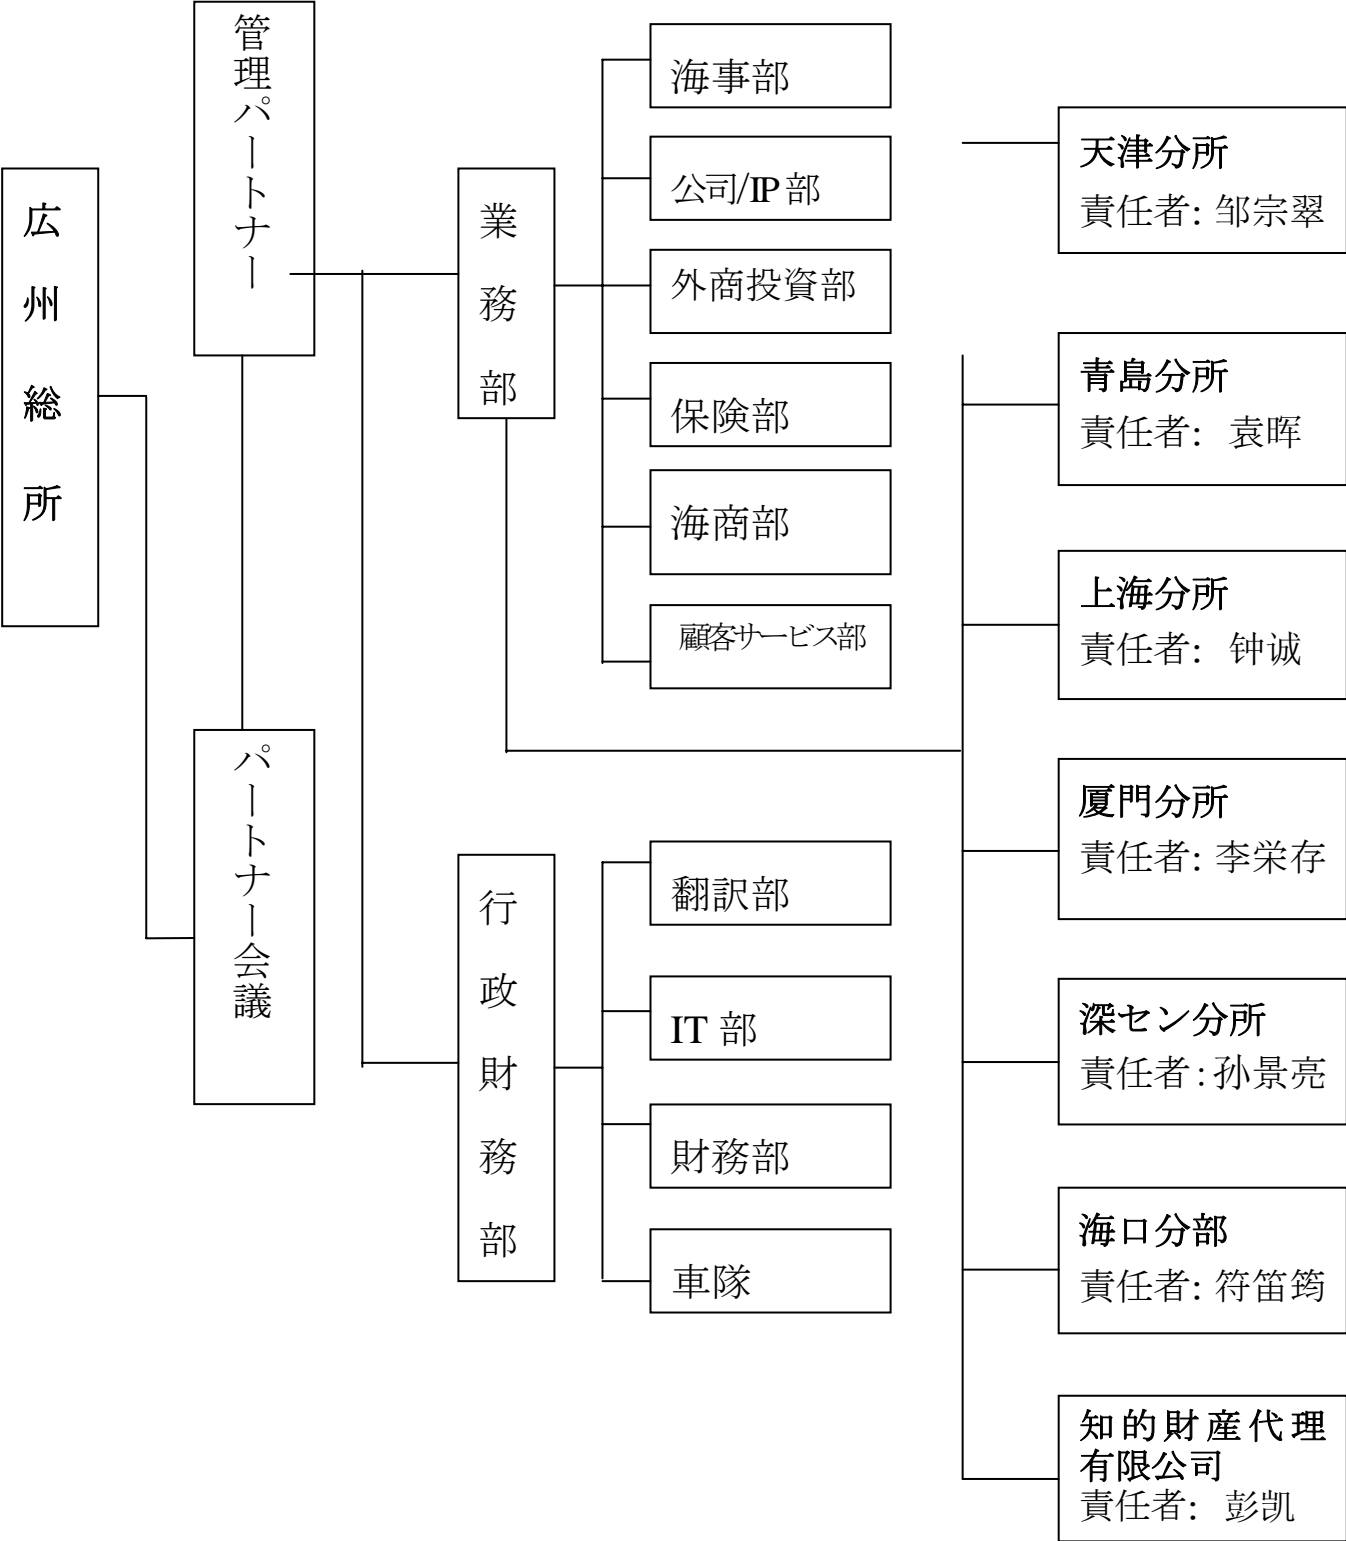 広州総所
管理パートナー
パートナー会議
業務部
行政財務部
海事部
公司/IP部
外商投資部
保険部
海商部
顧客サービス部
翻訳部
IT 部
財務部
車隊
天津分所
責任者: 邹宗翠
青島分所
責任者: 袁晖
上海分所
責任者: 钟诚
厦門分所
責任者: 李栄存
深セン分所
責任者:孙景亮
海口分部
責任者: 符笛筠
知的財産代理
有限公司
責任者: 彭凯